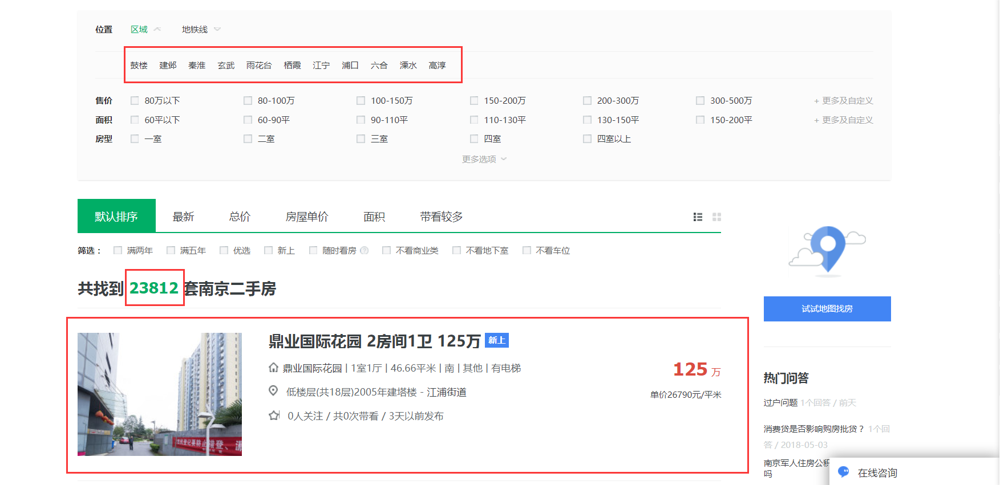 位置 区域 地铁线
鼓楼 建邺 秦淮 玄武 雨花台 栖霞 江宁 浦口 六合 溧水 高淳
售价 80万以下 80-100万 100-150万 150-200万 200-300万 300-500万 + 更多及自定义
面积 60平以下 60-90平 90-110平 110-130平 130-150平 150-200平 + 更多及自定义
房型 一室 二室 三室 四室 四室以上
更多选项
默认排序 最新 总价 房屋单价 面积 带看较多
筛选： 满两年 满五年 优选 新上 随时看房 ? 不看商业类 不看地下室 不看车位
共找到 23812 套南京二手房
鼎业国际花园 2房间1卫 125万 新上
鼎业国际花园 | 1室1厅 | 46.66平米 | 南 | 其他 | 有电梯
125 万
低楼层(共18层)2005年建塔楼 - 江浦街道
单价26790元/平米
0人关注 / 共0次带看 / 3天以前发布
登记要防止错登、漏
试试地图找房
热门问答
过户问题 1个回答 / 前天
消费贷是否影响购房批贷？ 1个回
答 / 2018-05-03
南京军人住房公积
吗
在线咨询